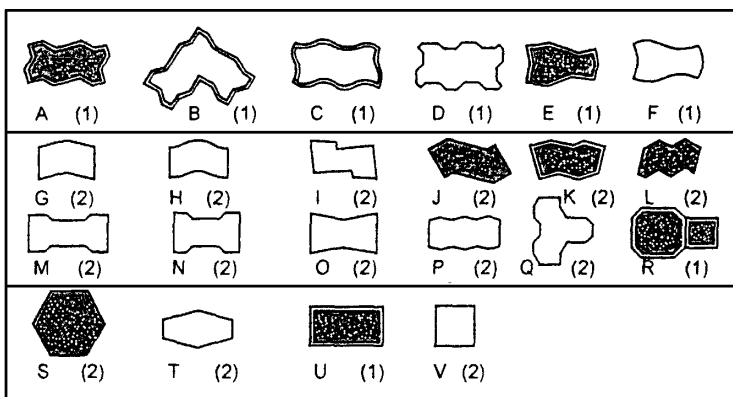 A (1) B (1) C (1) D (1) E (1) F (1)
G (2) H (2) I (2) J (2) K (2) L (2)
M (2) N (2) O (2) P (2) Q (2) R (1)
S (2) T (2) U (1) V (2)